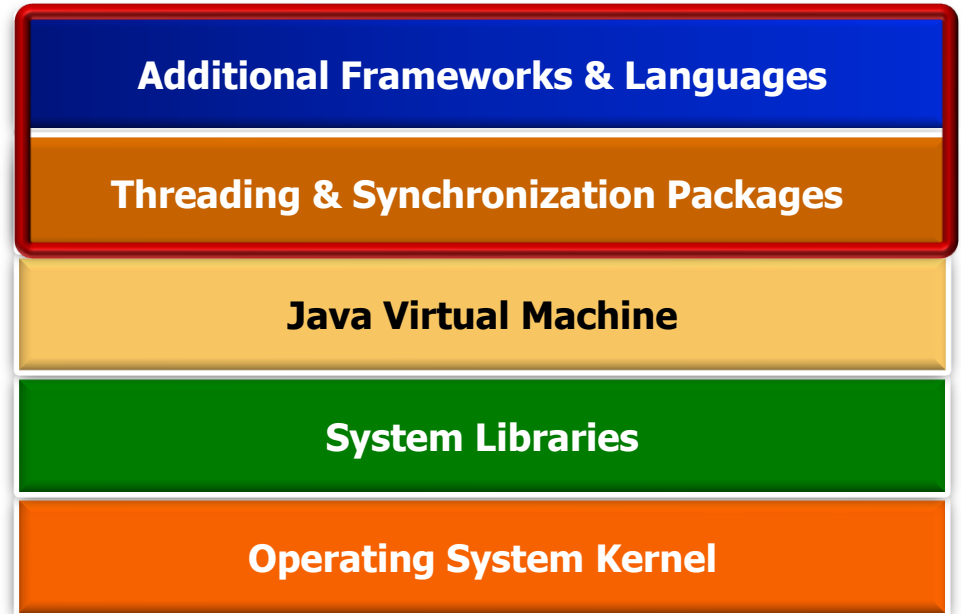 Additional Frameworks & Languages
Threading & Synchronization Packages
Java Virtual Machine
System Libraries
Operating System Kernel